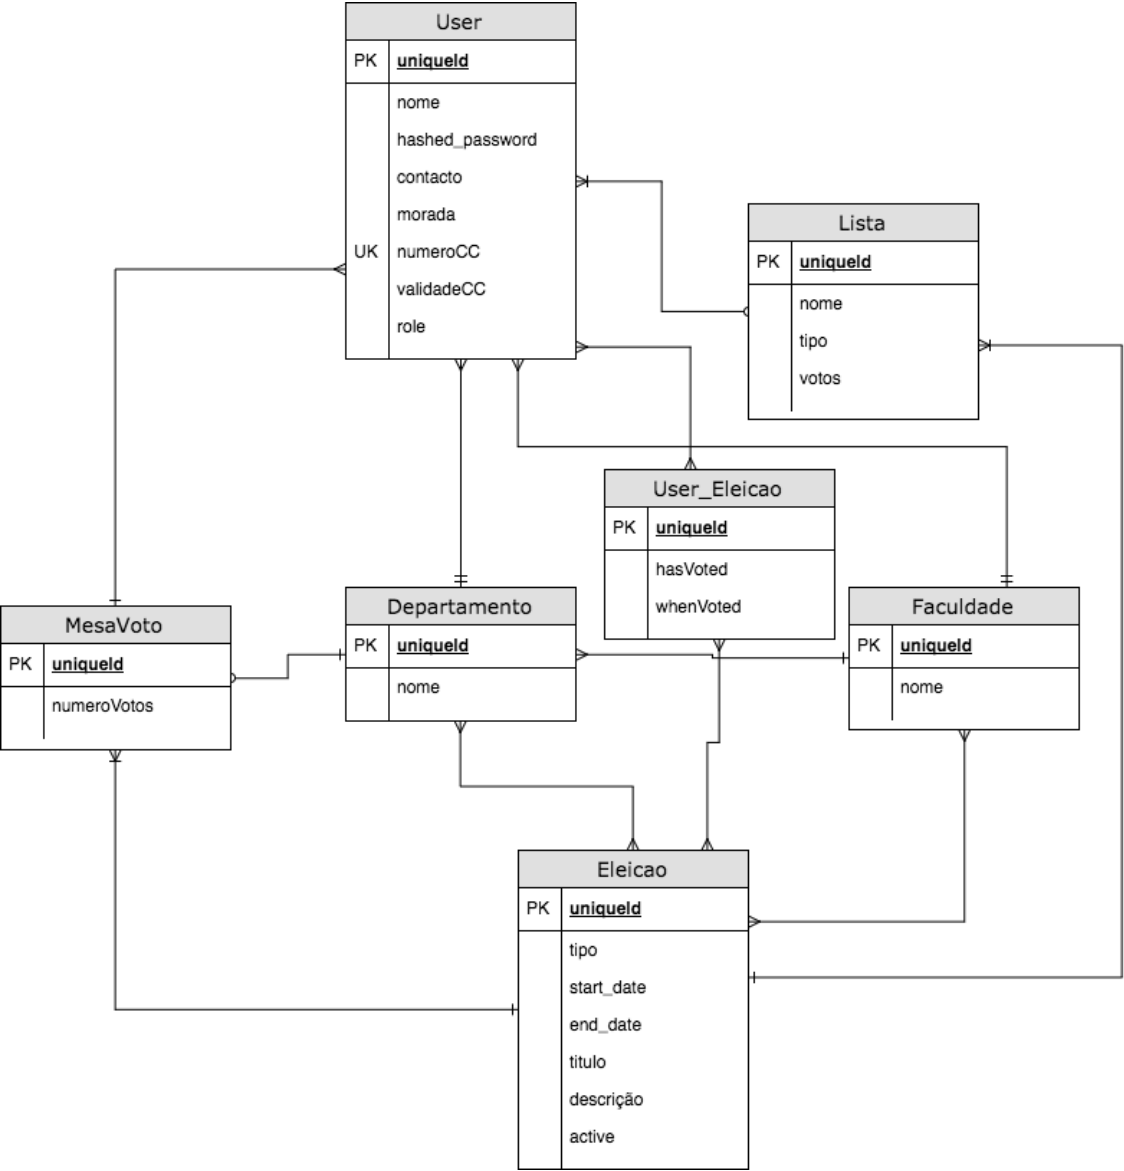 User
PK uniqueId
nome
hashed_password
contacto
morada
UK numeroCC
validadeCC
role
Lista
PK uniqueId
nome
tipo
votos
User_Eleicao
PK uniqueId
hasVoted
whenVoted
MesaVoto
PK uniqueId
numeroVotos
Departamento
PK uniqueId
nome
Faculdade
PK uniqueId
nome
Eleicao
PK uniqueId
tipo
start_date
end_date
titulo
descrição
active